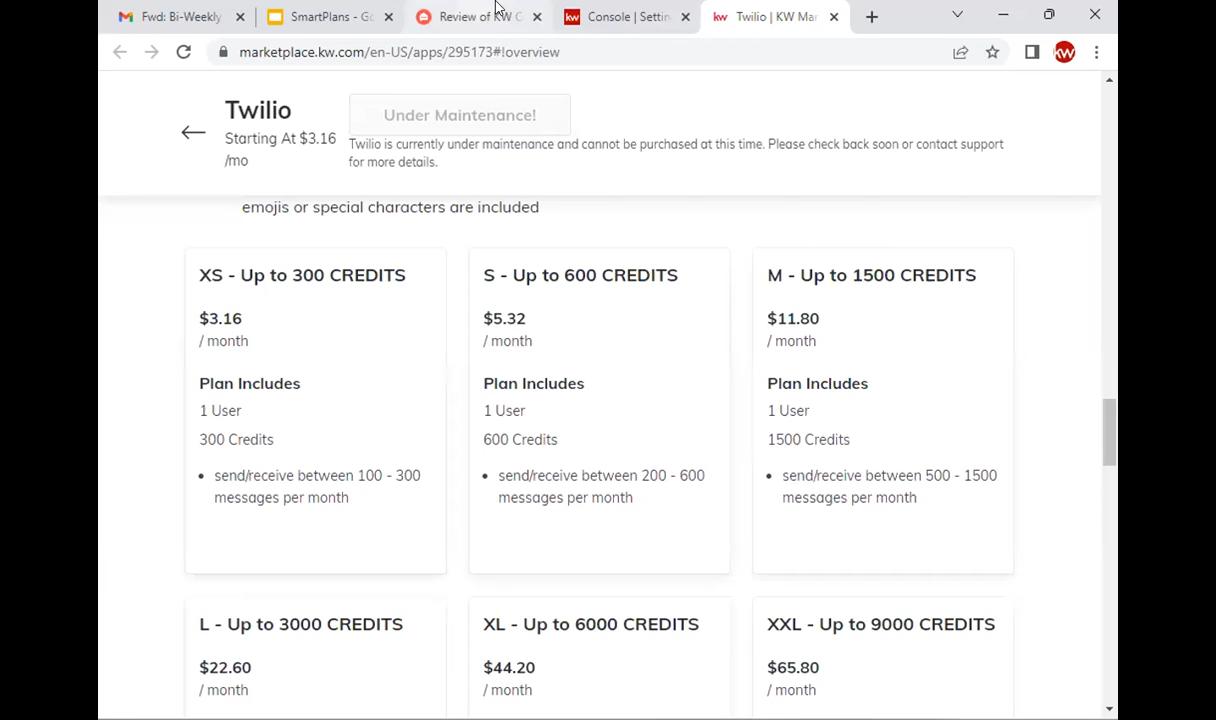 Fwd: Bi-Weekly
SmartPlans - Go
Review of KW C
Console | Settin
Twilio | KW Mar
marketplace.kw.com/en-US/apps/295173#!overview
kw
Twilio
Starting At $3.16
/mo
Under Maintenance!
Twilio is currently under maintenance and cannot be purchased at this time. Please check back soon or contact support
for more details.
emojis or special characters are included
XS - Up to 300 CREDITS
$3.16
/ month
Plan Includes
1 User
300 Credits
send/receive between 100 - 300
messages per month
S - Up to 600 CREDITS
$5.32
/ month
Plan Includes
1 User
600 Credits
send/receive between 200 - 600
messages per month
M - Up to 1500 CREDITS
$11.80
/ month
Plan Includes
1 User
1500 Credits
send/receive between 500 - 1500
messages per month
L - Up to 3000 CREDITS
$22.60
/ month
XL - Up to 6000 CREDITS
$44.20
/ month
XXL - Up to 9000 CREDITS
$65.80
/ month